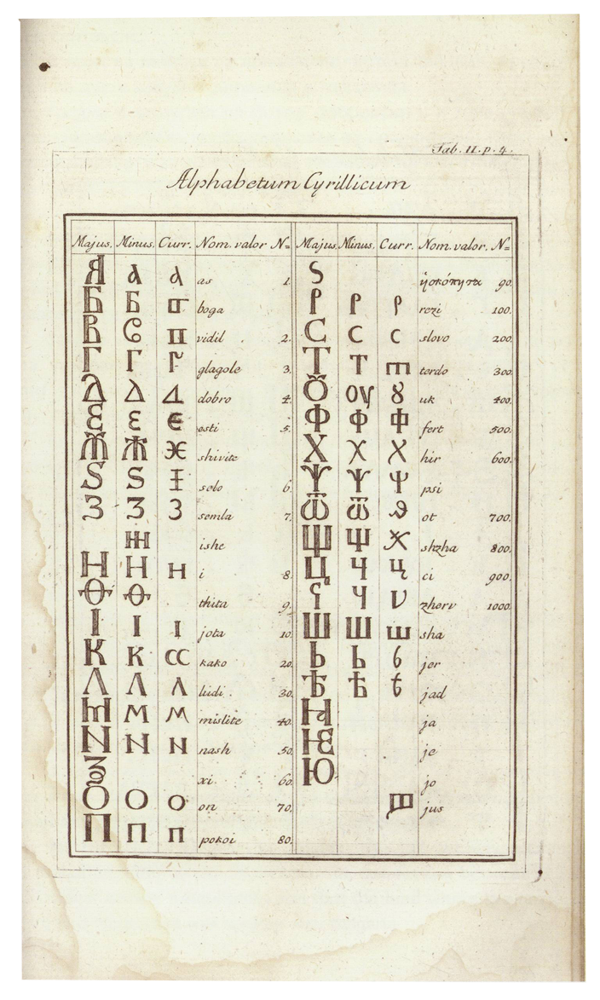 Tab. II. p. 4.
Alphabetum Cyrillicum
Majus. Minus. Curr. Nom. valor N= Majus. Minus. Curr. Nom. valor. N=
as 1. 90.
Б Б boga Р Р Р rezi 100.
vidil 2. С С С slovo 200.
Г Г glagole 3. Т Т т terdo 300.
Δ dobro 4. Ѹ ȣ uk 400.
Є esti 5. Ф Ф Ф fert 500.
Ж Ж shivite Х Х Х hir 600.
Ѕ Ѕ selo 6. Ѱ Ѱ Ѱ psi
З З З semla 7. Ѿ ѿ ot 700.
ishe Щ shzha 800.
Н Н Н i 8. Ц Ч ц ci 900.
Ѳ Ѳ thita 9. Ч zherv 1000.
І І І jota 10. Ш Ш ш sha
К К kako 20. Ь Ь jer
Λ Λ Λ ludi. 30. Ѣ Ѣ jad
М М mislite 40. ja
N N N nash 50. Ѥ je
xi. 60. Ю jo
О О О on 70. jus
П П П pokoi 80.